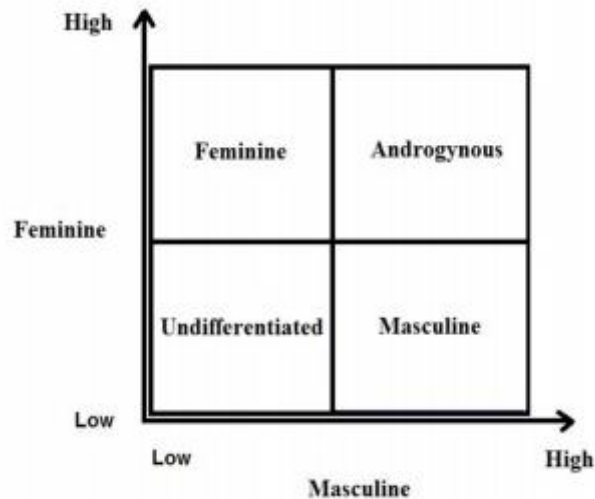 High
Feminine
Androgynous
Feminine
Undifferentiated
Masculine
Low
Low
High
Masculine